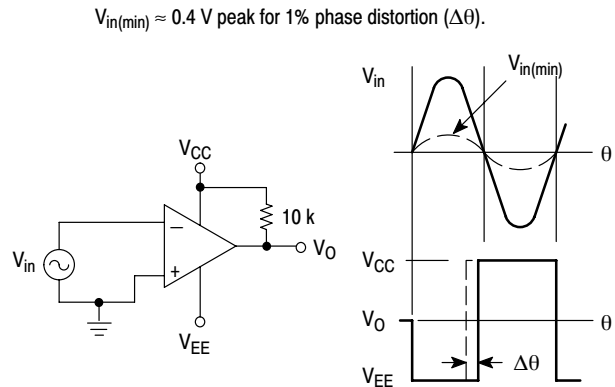 V_in(min) ≈ 0.4 V peak for 1% phase distortion (Δθ).
V_in
V_in(min)
θ
V_CC
10 k
−
+
V_in
V_O
V_EE
V_CC
V_O
θ
V_EE
Δθ